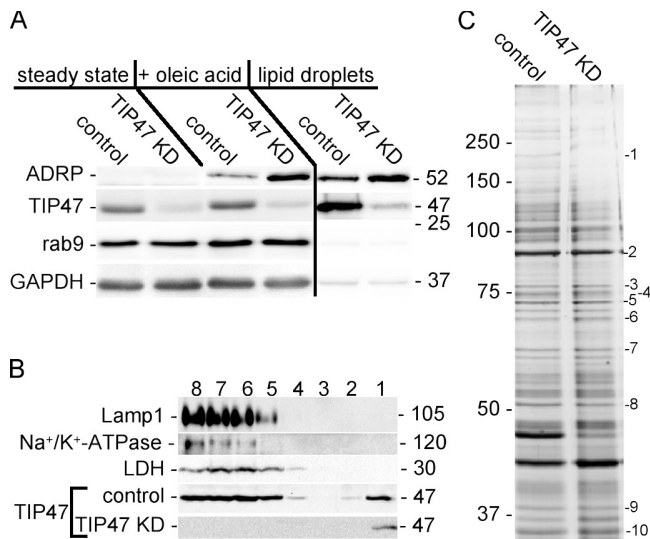 A
steady state + oleic acid lipid droplets
control TIP47 KD control TIP47 KD control TIP47 KD
ADRP - - 52
TIP47 - - 47
- 25
rab9 -
GAPDH - - 37
B
8 7 6 5 4 3 2 1
Lamp1 - 105
Na⁺/K⁺-ATPase - 120
LDH - 30
TIP47 control - 47
TIP47 KD - 47
C
control TIP47 KD
250 -
-1
150 -
100 -
-2
75 - -3
-4
-5
-6
-7
50 - -8
-9
37 -
-10